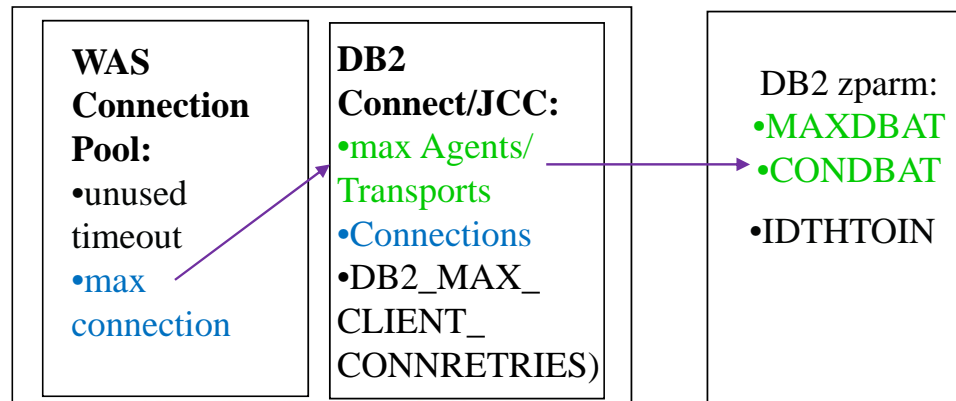 WAS
Connection
Pool:
•unused
timeout
•max
connection
DB2
Connect/JCC:
•max Agents/
Transports
•Connections
•DB2_MAX_
CLIENT_
CONNRETRIES)
DB2 zparm:
•MAXDBAT
•CONDBAT
•IDTHTOIN